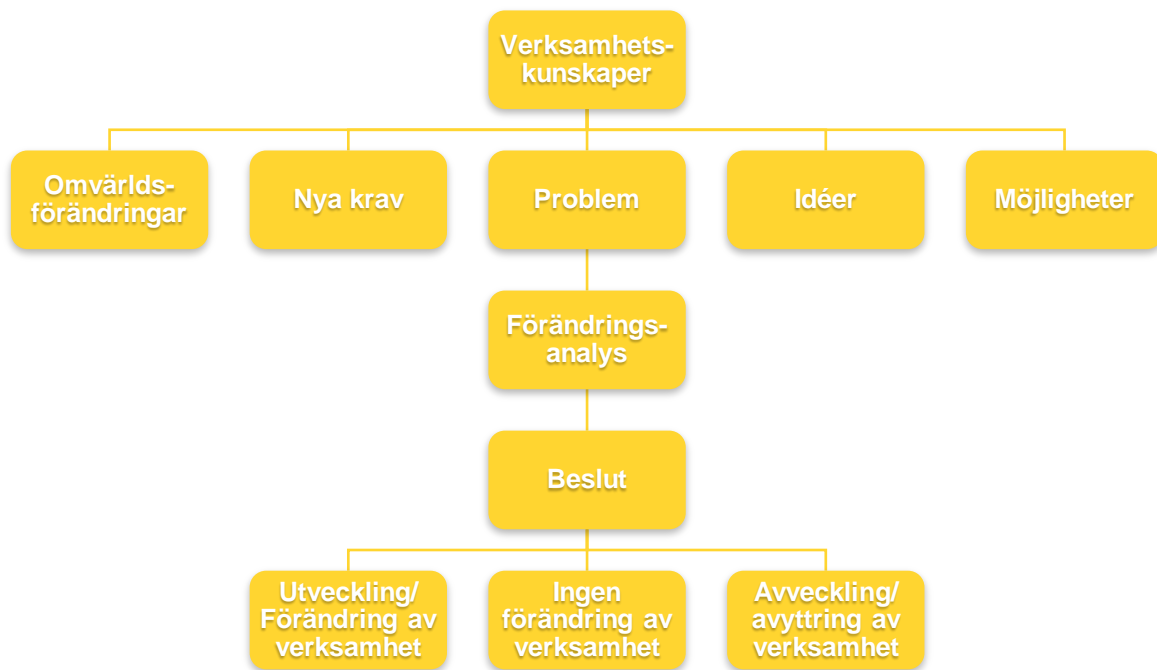 Verksamhets-
kunskaper
Omvärlds-
förändringar
Nya krav
Problem
Idéer
Möjligheter
Förändrings-
analys
Beslut
Utveckling/
Förändring av
verksamhet
Ingen
förändring av
verksamhet
Avveckling/
avyttring av
verksamhet